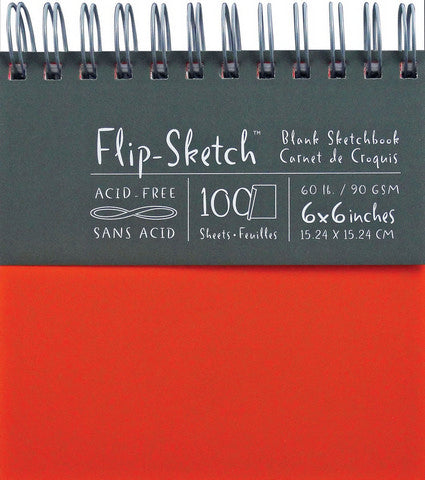 Flip-Sketch™
Blank Sketchbook
Carnet de Croquis
ACID-FREE
SANS ACID
100
Sheets • Feuilles
60 lb. / 90 GSM
6x6 inches
15.24 X 15.24 CM